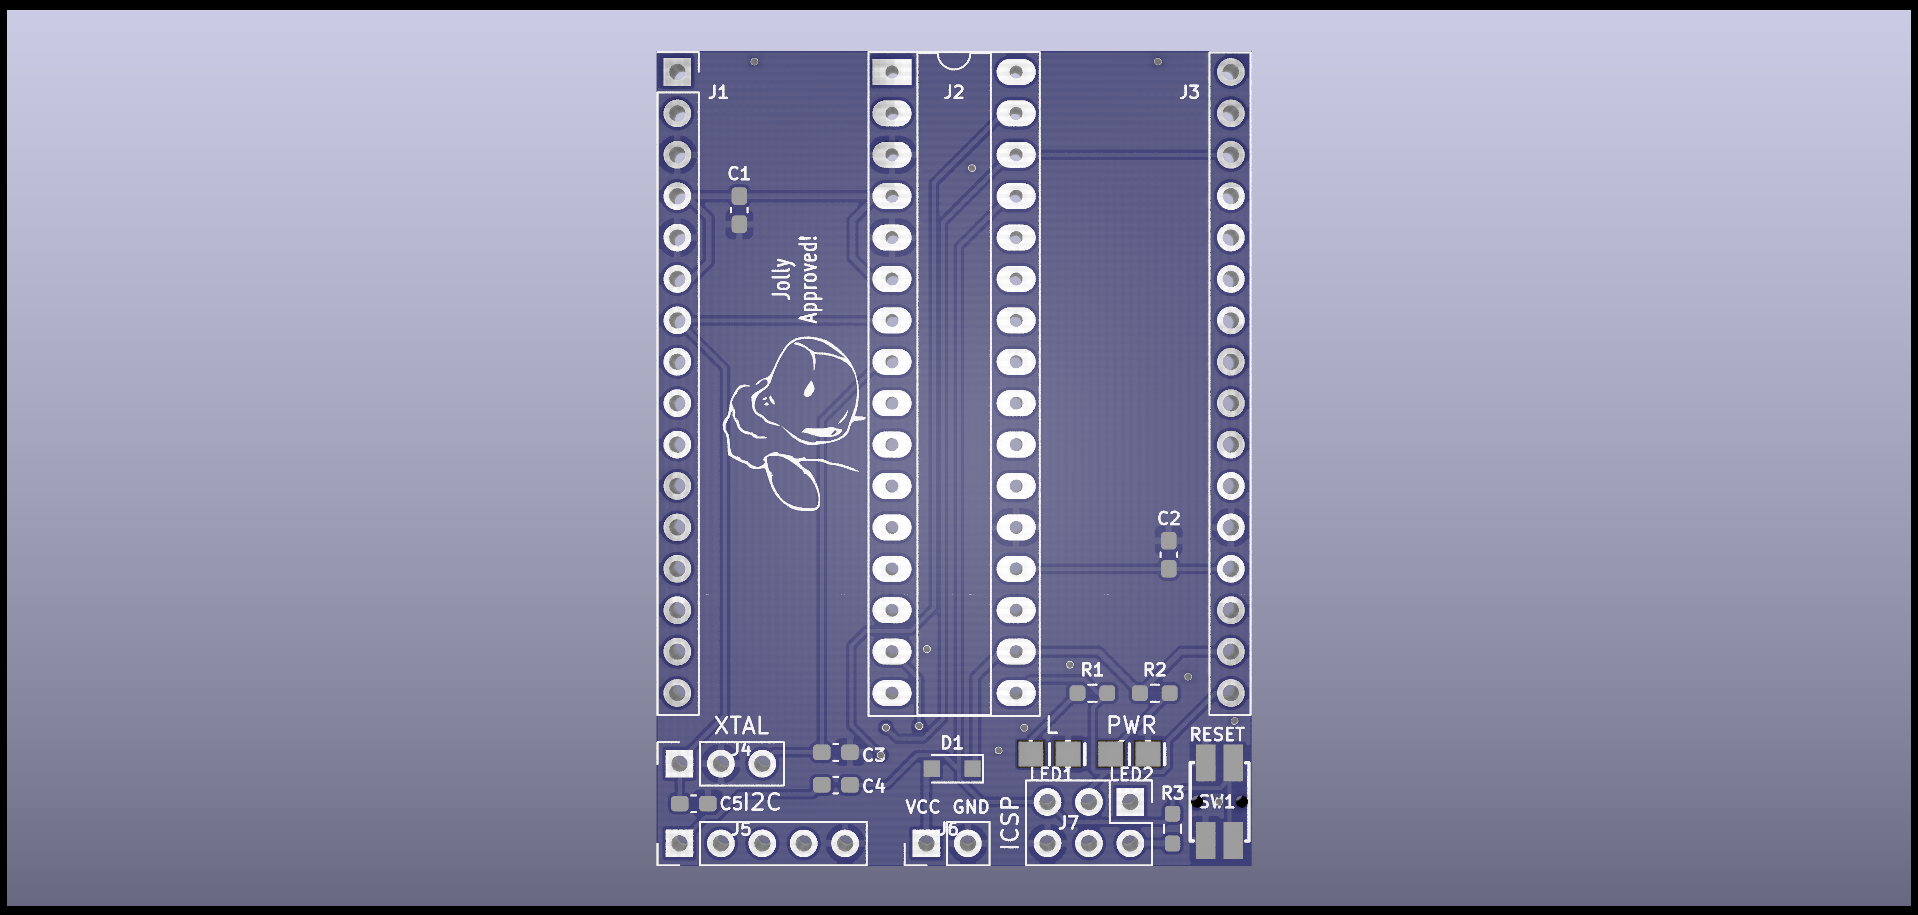 J1
J2
J3
C1
Jolly
Approved!
C2
R1
R2
XTAL
L
PWR
RESET
J4
C3
D1
LED1
LED2
C4
R3
C5
I2C
VCC
GND
ICSP
SW1
J5
J6
J7